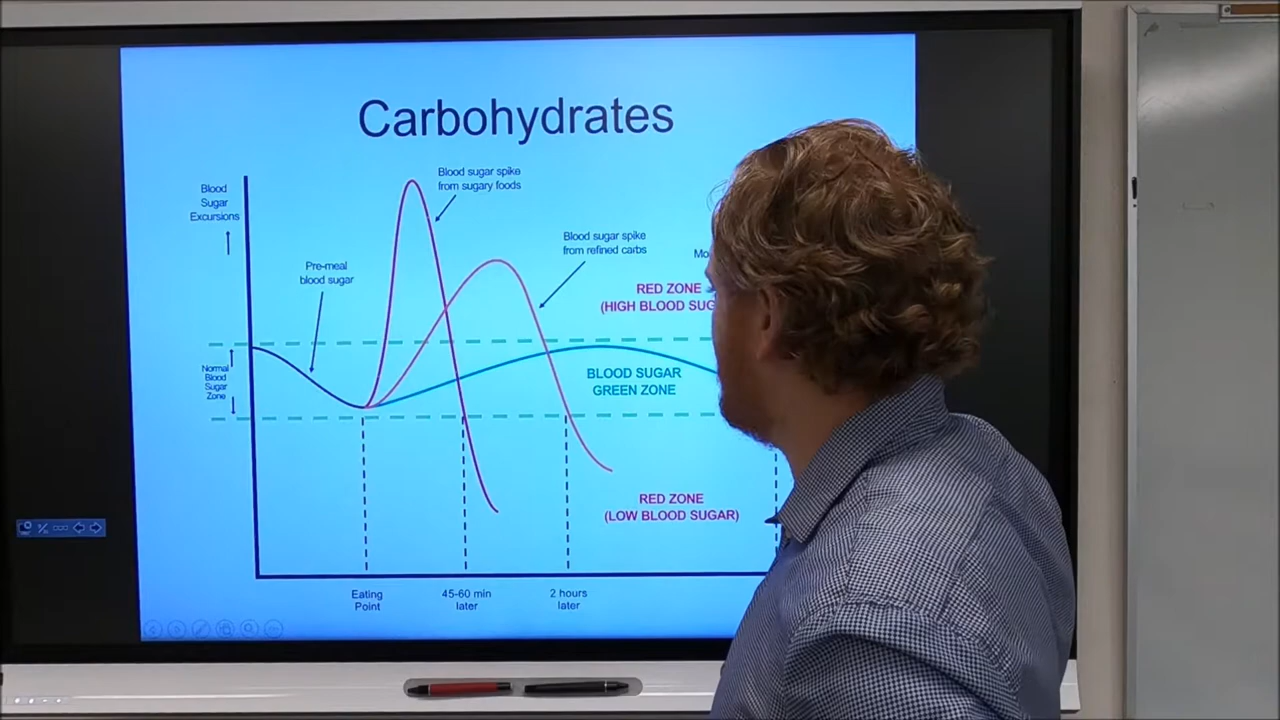 Carbohydrates
Blood
Sugar
Excursions
Blood sugar spike
from sugary foods
Blood sugar spike
from refined carbs
Pre-meal
blood sugar
RED ZONE
(HIGH BLOOD
Normal
Blood
Sugar
Zone
BLOOD SUGAR
GREEN ZONE
RED ZONE
(LOW BLOOD SUGAR)
Eating
Point
45-60 min
later
2 hours
later